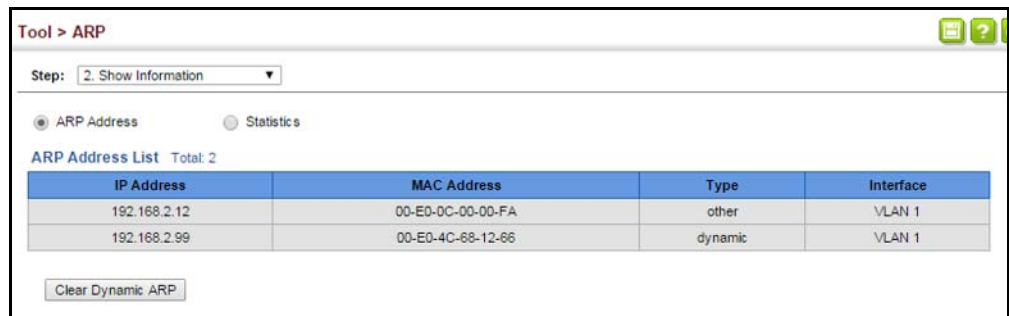 Tool > ARP
?
Step: 2. Show Information
ARP Address Statistics
ARP Address List Total: 2
IP Address MAC Address Type Interface
192.168.2.12 00-E0-0C-00-00-FA other VLAN 1
192.168.2.99 00-E0-4C-68-12-66 dynamic VLAN 1
Clear Dynamic ARP